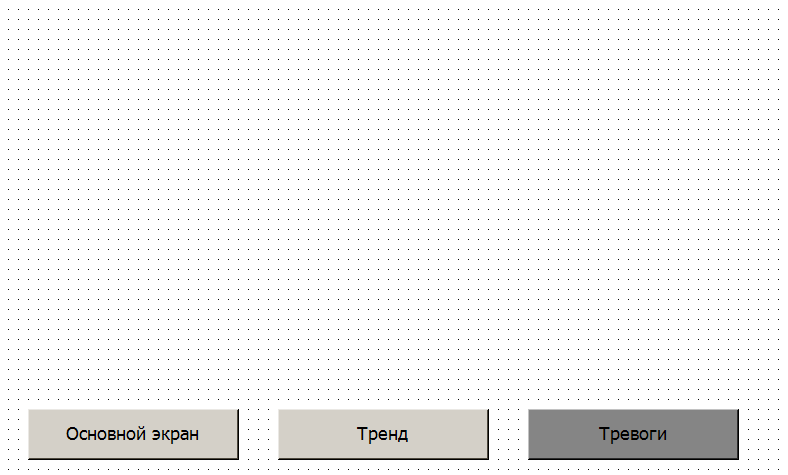 Основной экран
Тренд
Тревоги